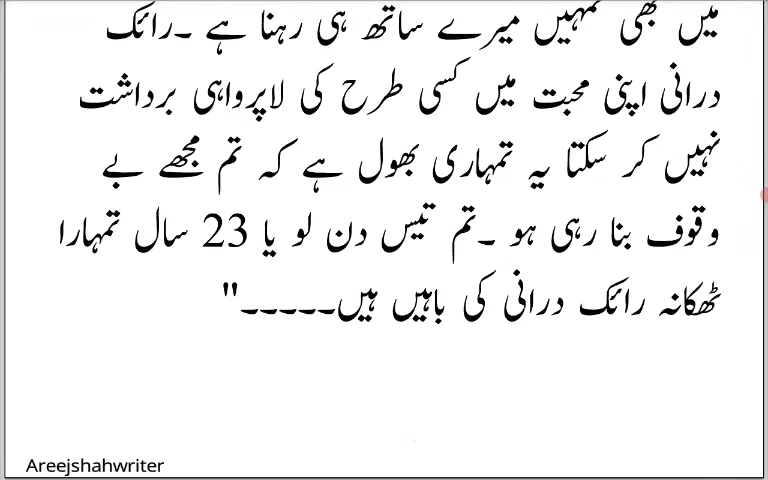 میں بھی تمہیں میرے ساتھ ہی رہنا ہے ۔رائک
درانی اپنی محبت میں کسی طرح کی لاپرواہی برداشت
نہیں کر سکتا یہ تمہاری بھول ہے کہ تم مجھے بے
وقوف بنا رہی ہو ۔تم تیس دن لو یا 23 سال تمہارا
ٹھکانہ رائک درانی کی باہیں ہیں۔۔۔۔۔"
Areejshahwriter